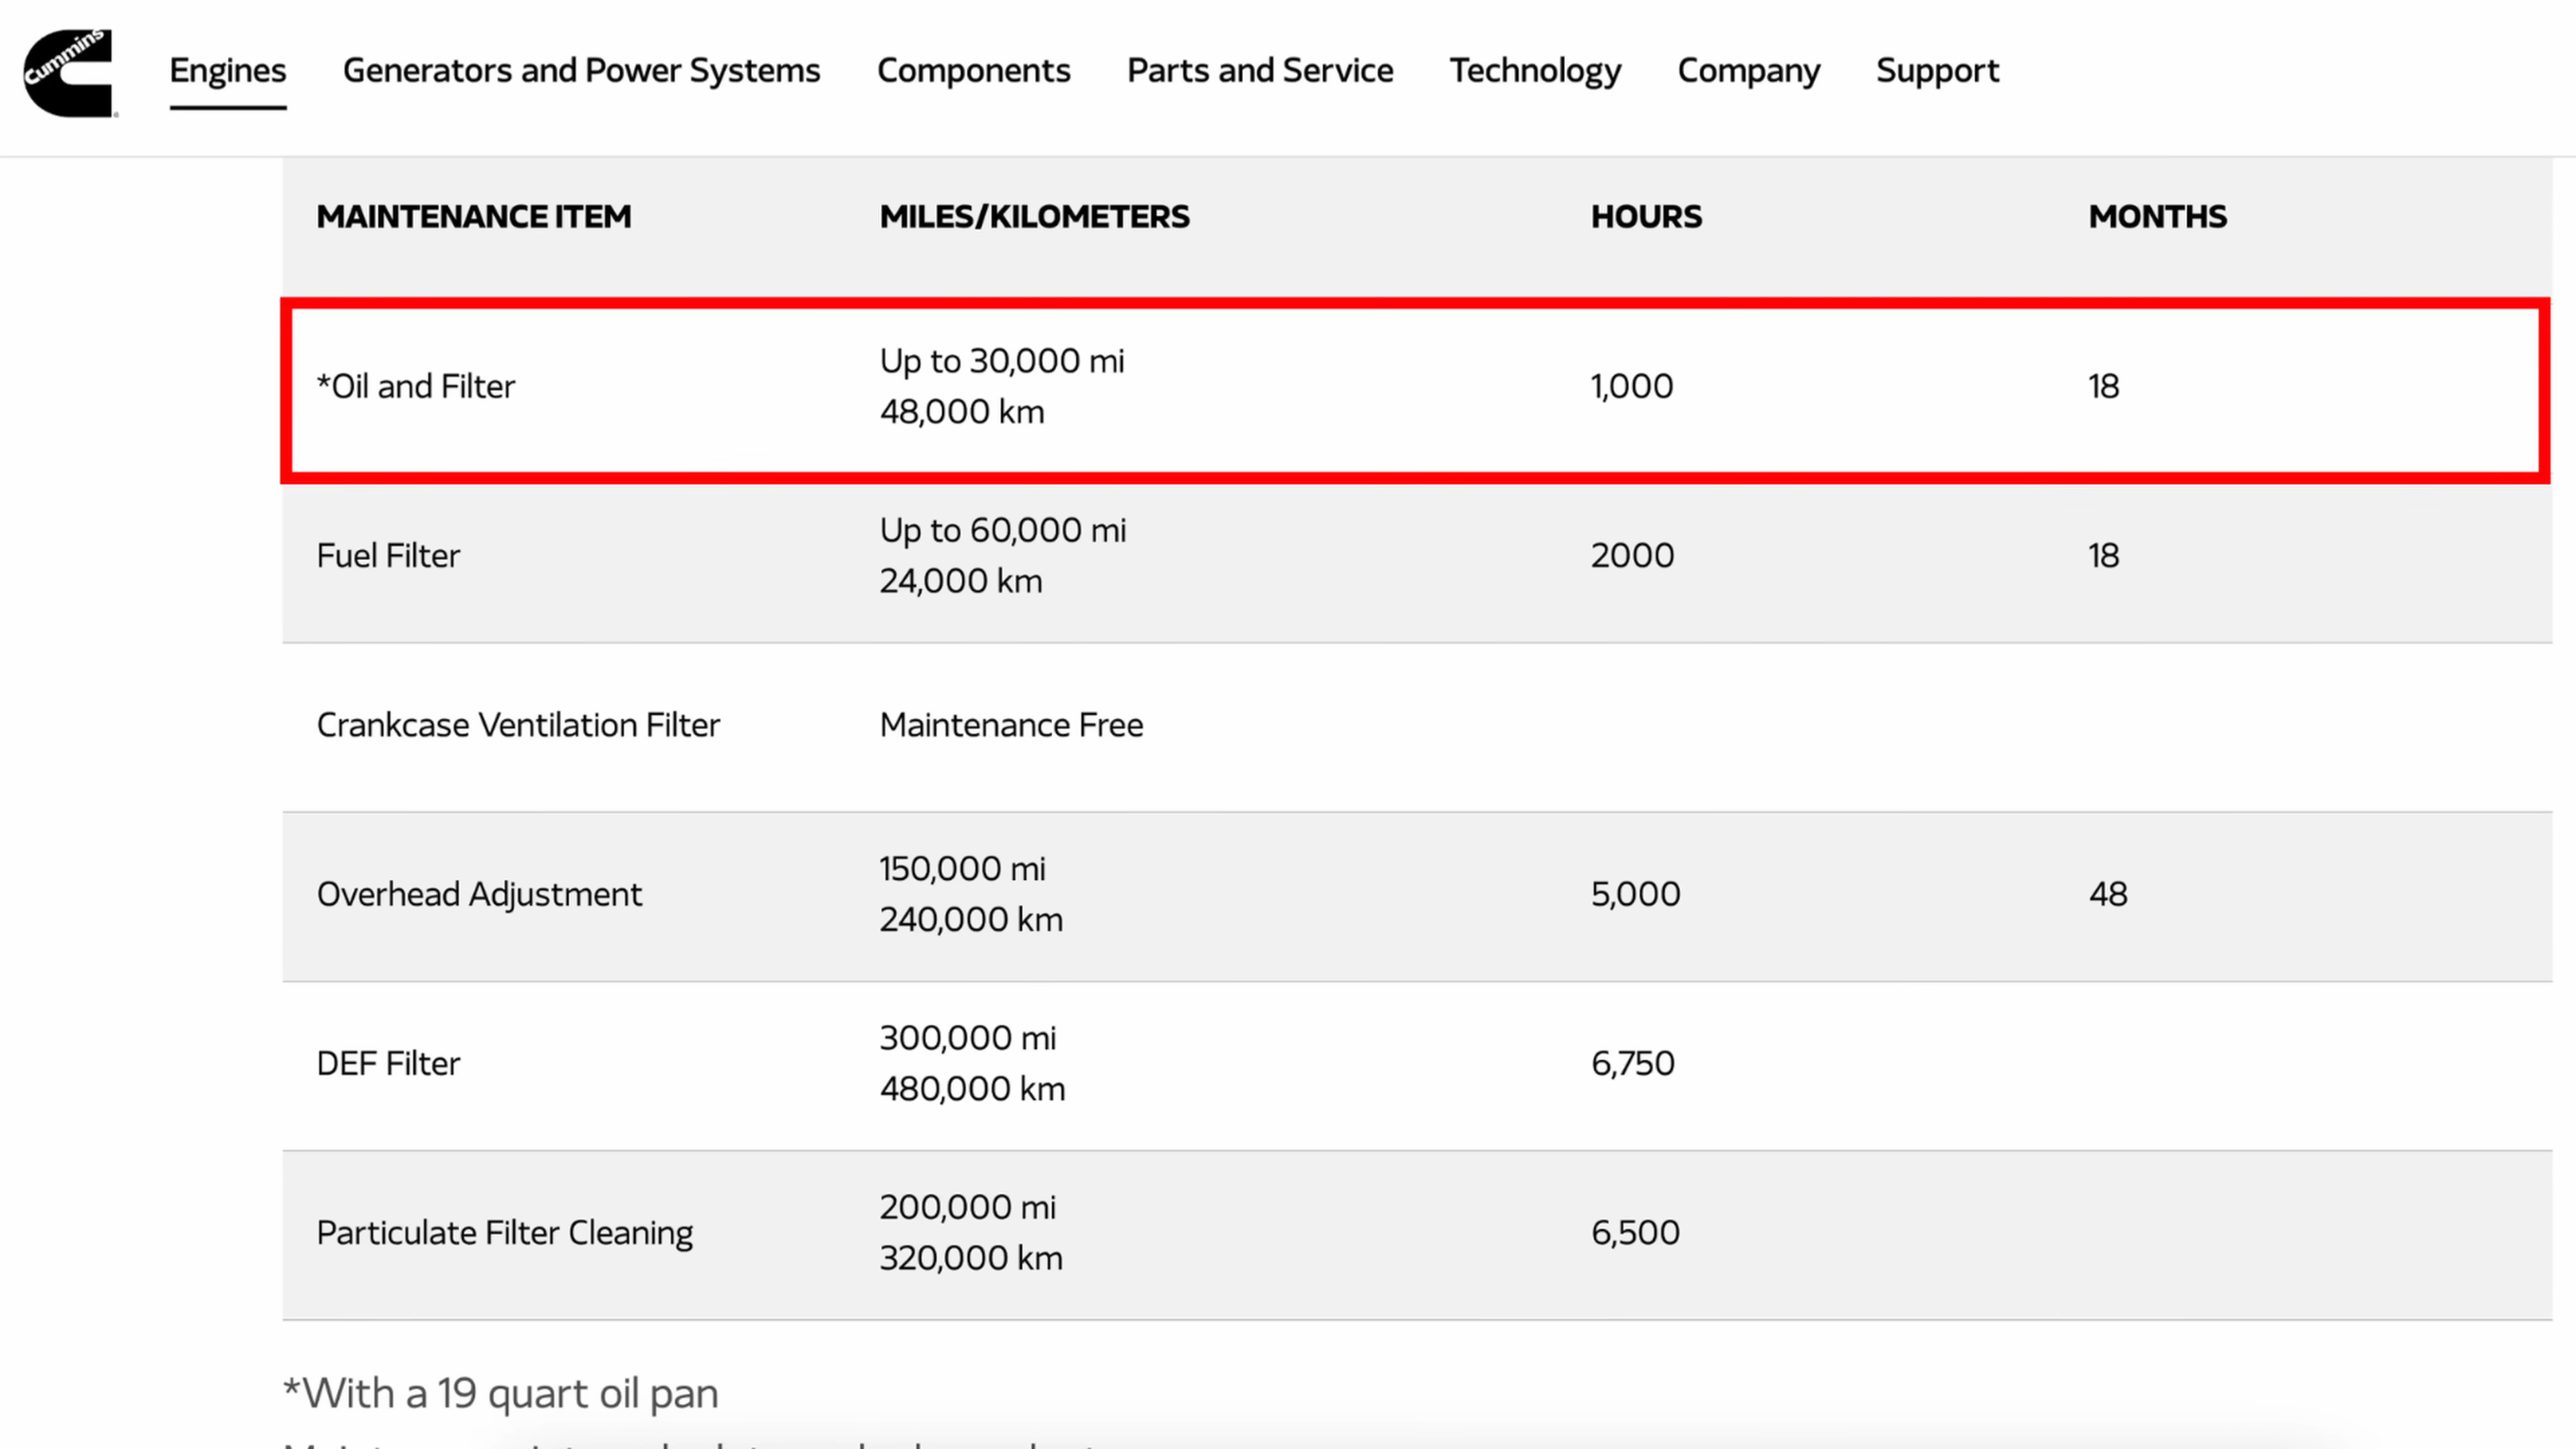 Cummins
Engines Generators and Power Systems Components Parts and Service Technology Company Support
MAINTENANCE ITEM MILES/KILOMETERS HOURS MONTHS
*Oil and Filter Up to 30,000 mi 1,000 18
48,000 km
Fuel Filter Up to 60,000 mi 2000 18
24,000 km
Crankcase Ventilation Filter Maintenance Free
Overhead Adjustment 150,000 mi 5,000 48
240,000 km
DEF Filter 300,000 mi 6,750
480,000 km
Particulate Filter Cleaning 200,000 mi 6,500
320,000 km
*With a 19 quart oil pan